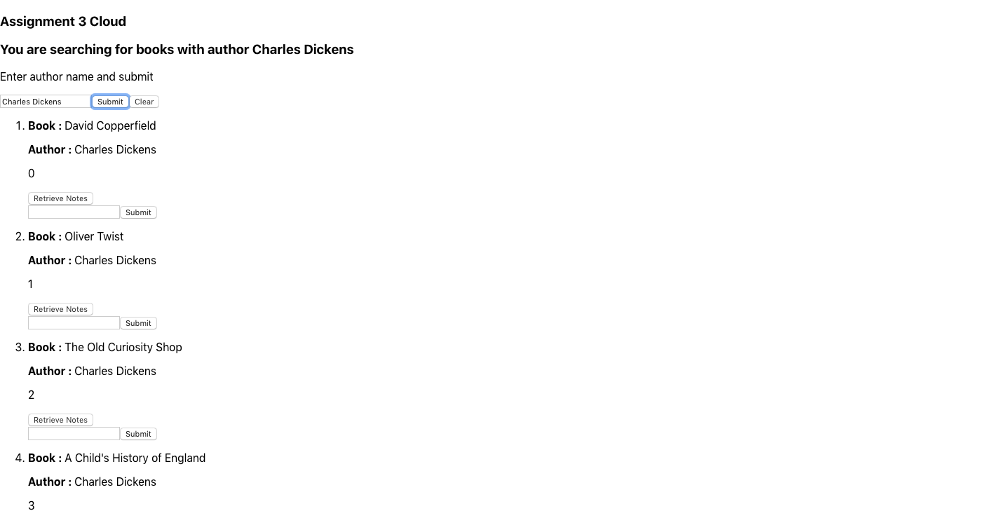 Assignment 3 Cloud
You are searching for books with author Charles Dickens
Enter author name and submit
Charles Dickens Submit Clear
1. Book : David Copperfield
Author : Charles Dickens
0
Retrieve Notes
Submit
2. Book : Oliver Twist
Author : Charles Dickens
1
Retrieve Notes
Submit
3. Book : The Old Curiosity Shop
Author : Charles Dickens
2
Retrieve Notes
Submit
4. Book : A Child's History of England
Author : Charles Dickens
3